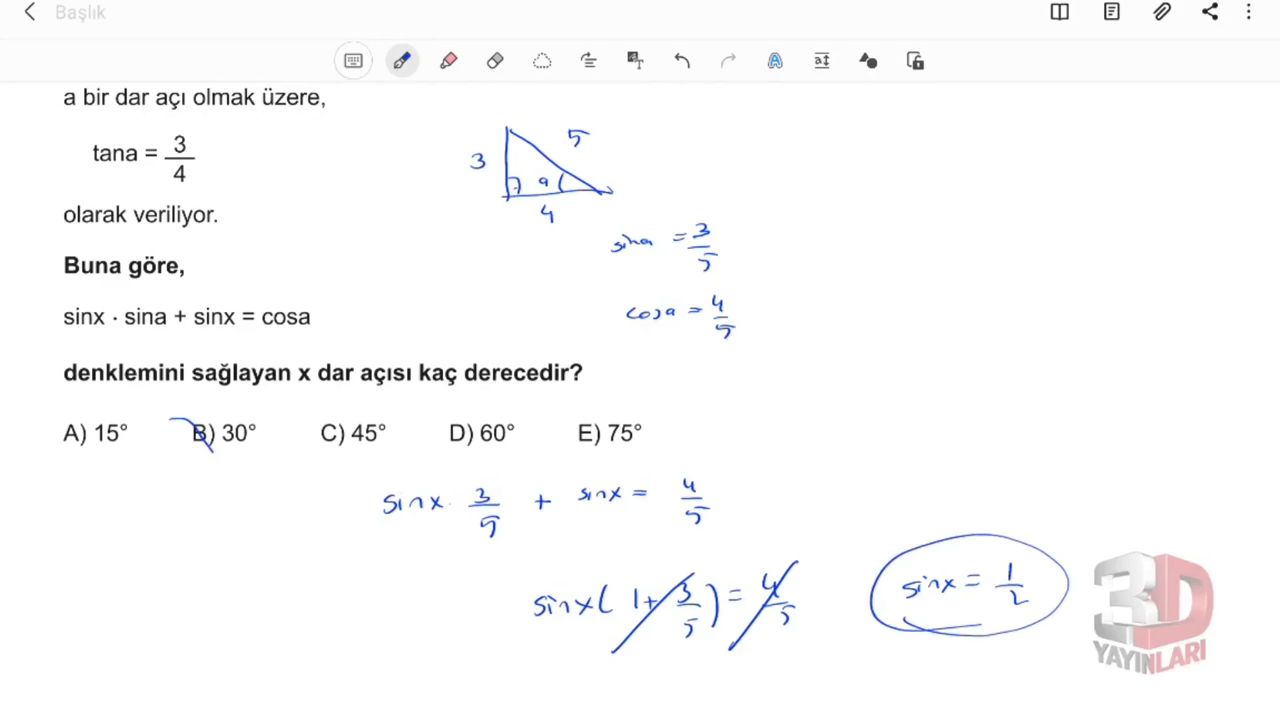 Başlık
a bir dar açı olmak üzere,
tana = 3/4
olarak veriliyor.
Buna göre,
sinx · sina + sinx = cosa
denklemini sağlayan x dar açısı kaç derecedir?
A) 15° B) 30° C) 45° D) 60° E) 75°
3
5
a
4
sina = 3/5
cosa = 4/5
sinx · 3/5 + sinx = 4/5
sinx ( 1 + 3/5 ) = 4/5
sinx = 1/2
3D
YAYINLARI